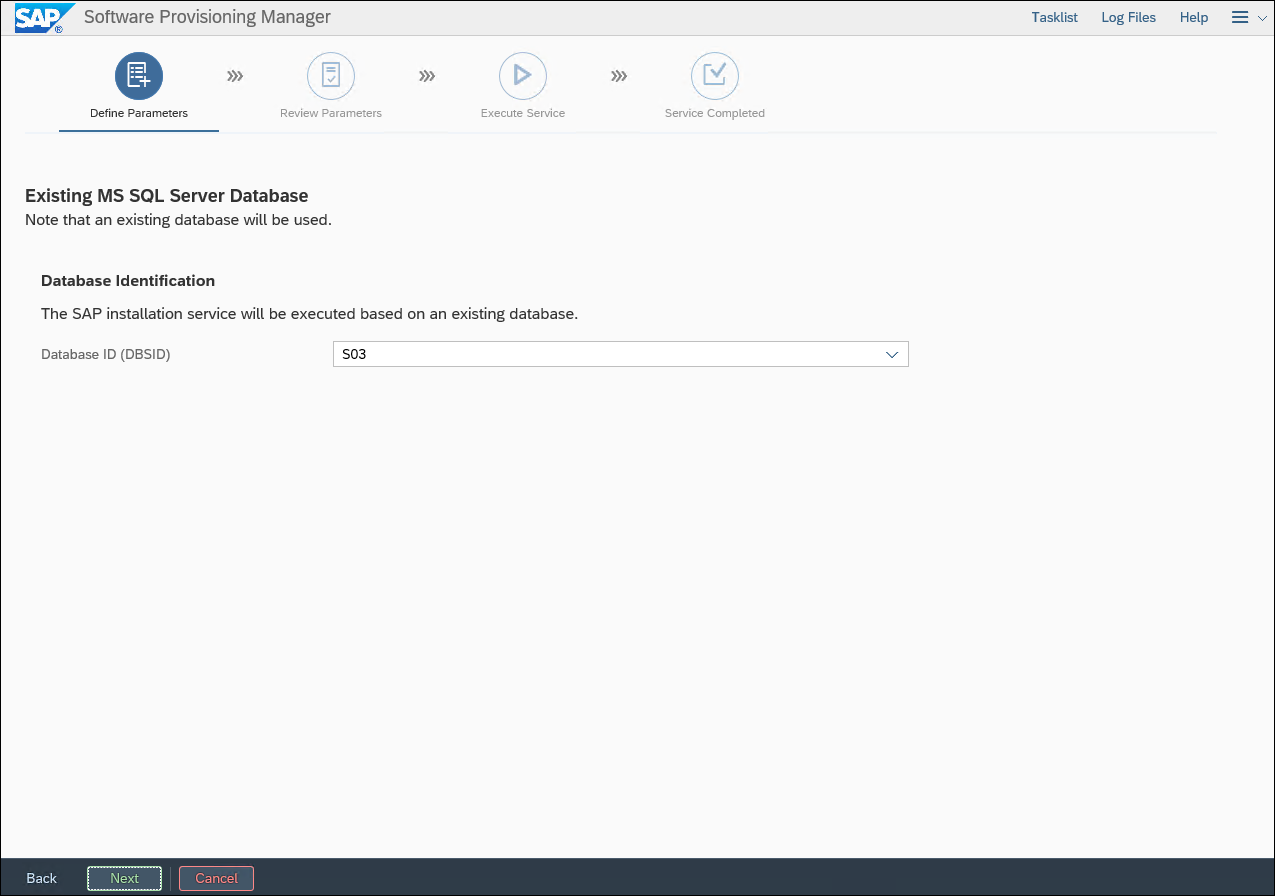 SAP® Software Provisioning Manager Tasklist Log Files Help
Define Parameters Review Parameters Execute Service Service Completed
Existing MS SQL Server Database
Note that an existing database will be used.
Database Identification
The SAP installation service will be executed based on an existing database.
Database ID (DBSID) S03
Back Next Cancel